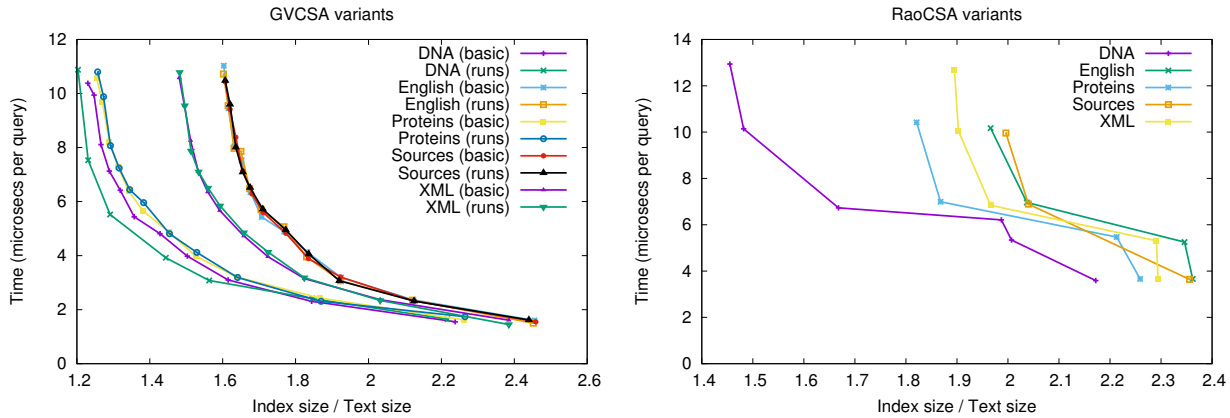 GVCSA variants
12
10
8
6
4
2
0
Time (microsecs per query)
DNA (basic)
DNA (runs)
English (basic)
English (runs)
Proteins (basic)
Proteins (runs)
Sources (basic)
Sources (runs)
XML (basic)
XML (runs)
1.2 1.4 1.6 1.8 2 2.2 2.4 2.6
Index size / Text size
RaoCSA variants
14
12
10
8
6
4
2
0
Time (microsecs per query)
DNA
English
Proteins
Sources
XML
1.4 1.5 1.6 1.7 1.8 1.9 2 2.1 2.2 2.3 2.4
Index size / Text size